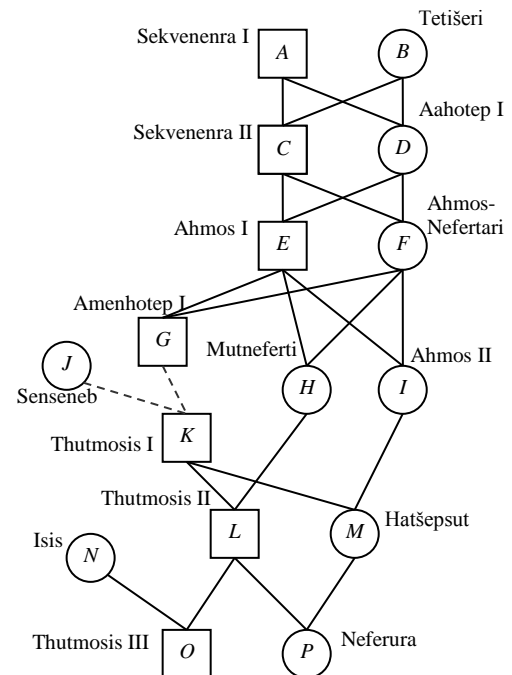 Tetišeri
Sekvenenra I
A
B
Aahotep I
Sekvenenra II
C
D
Ahmos-
Nefertari
Ahmos I
E
F
Amenhotep I
G
Mutneferti
Ahmos II
J
H
I
Senseneb
K
Thutmosis I
Thutmosis II
L
M
Hatšepsut
Isis
N
Thutmosis III
O
P
Neferura